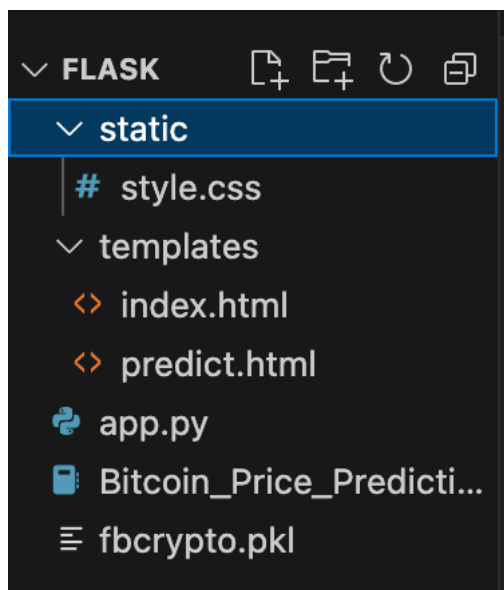 FLASK
static
# style.css
templates
<> index.html
<> predict.html
app.py
Bitcoin_Price_Predicti...
fbcrypto.pkl